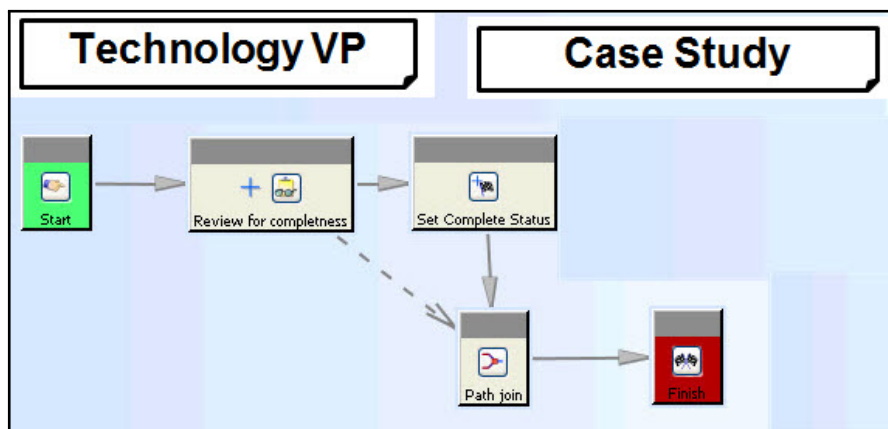 Technology VP
Case Study
Start
Review for completness
Set Complete Status
Path join
Finish